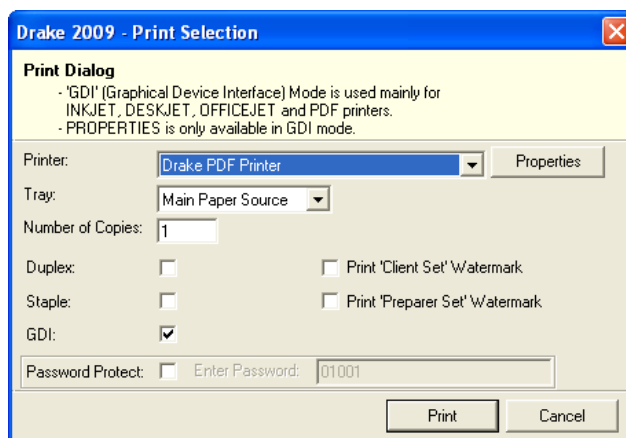 Drake 2009 - Print Selection
Print Dialog
- 'GDI' (Graphical Device Interface) Mode is used mainly for
INKJET, DESKJET, OFFICEJET and PDF printers.
- PROPERTIES is only available in GDI mode.
Printer: Drake PDF Printer Properties
Tray: Main Paper Source
Number of Copies: 1
Duplex: Print 'Client Set' Watermark
Staple: Print 'Preparer Set' Watermark
GDI:
Password Protect: Enter Password: 01001
Print Cancel